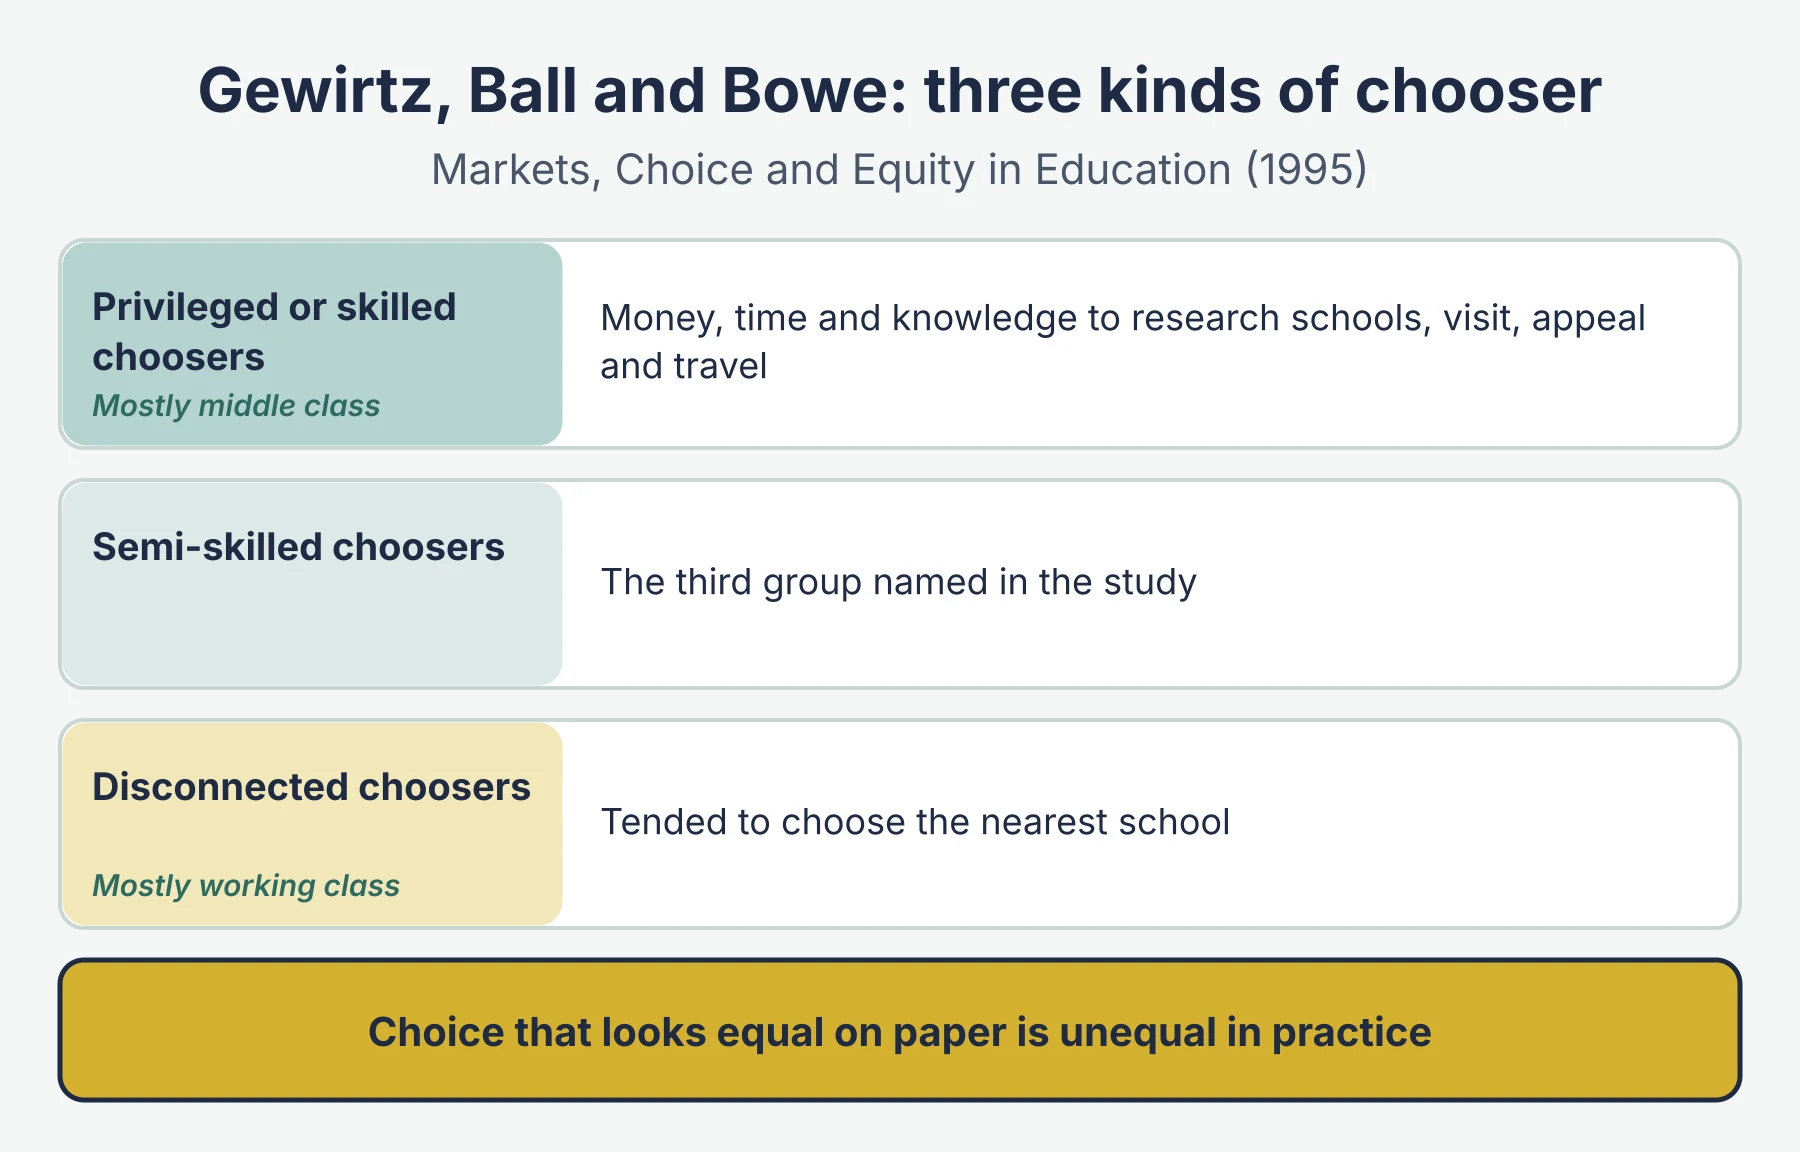 Gewirtz, Ball and Bowe: three kinds of chooser
Markets, Choice and Equity in Education (1995)
Privileged or skilled
choosers
Mostly middle class
Money, time and knowledge to research schools, visit, appeal
and travel
Semi-skilled choosers
The third group named in the study
Disconnected choosers
Mostly working class
Tended to choose the nearest school
Choice that looks equal on paper is unequal in practice